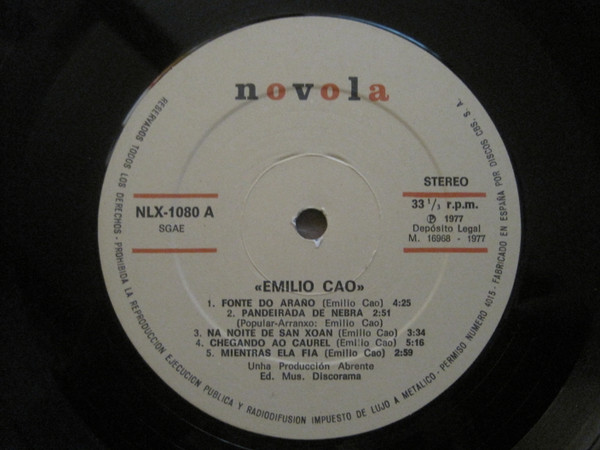 novola
NLX-1080 A
SGAE
STEREO
33 1/3 r.p.m.
℗ 1977
Depósito Legal
M. 16968 - 1977
«EMILIO CAO»
1. FONTE DO ARAÑO (Emilio Cao) 4:25
2. PANDEIRADA DE NEBRA 2:51
(Popular-Arranxo: Emilio Cao)
3. NA NOITE DE SAN XOAN (Emilio Cao) 3:34
4. CHEGANDO AO CAUREL (Emilio Cao) 5:16
5. MIENTRAS ELA FIA (Emilio Cao) 2:59
Unha Producción Abrente
Ed. Mus. Discorama
RESERVADOS TODOS LOS DERECHOS - PROHIBIDA LA REPRODUCCION EJECUCION PUBLICA Y RADIODIFUSION IMPUESTO DE LUJO A METALICO - PERMISO NUMERO 4015 - FABRICADO EN ESPAÑA POR DISCOS CBS. S. A.